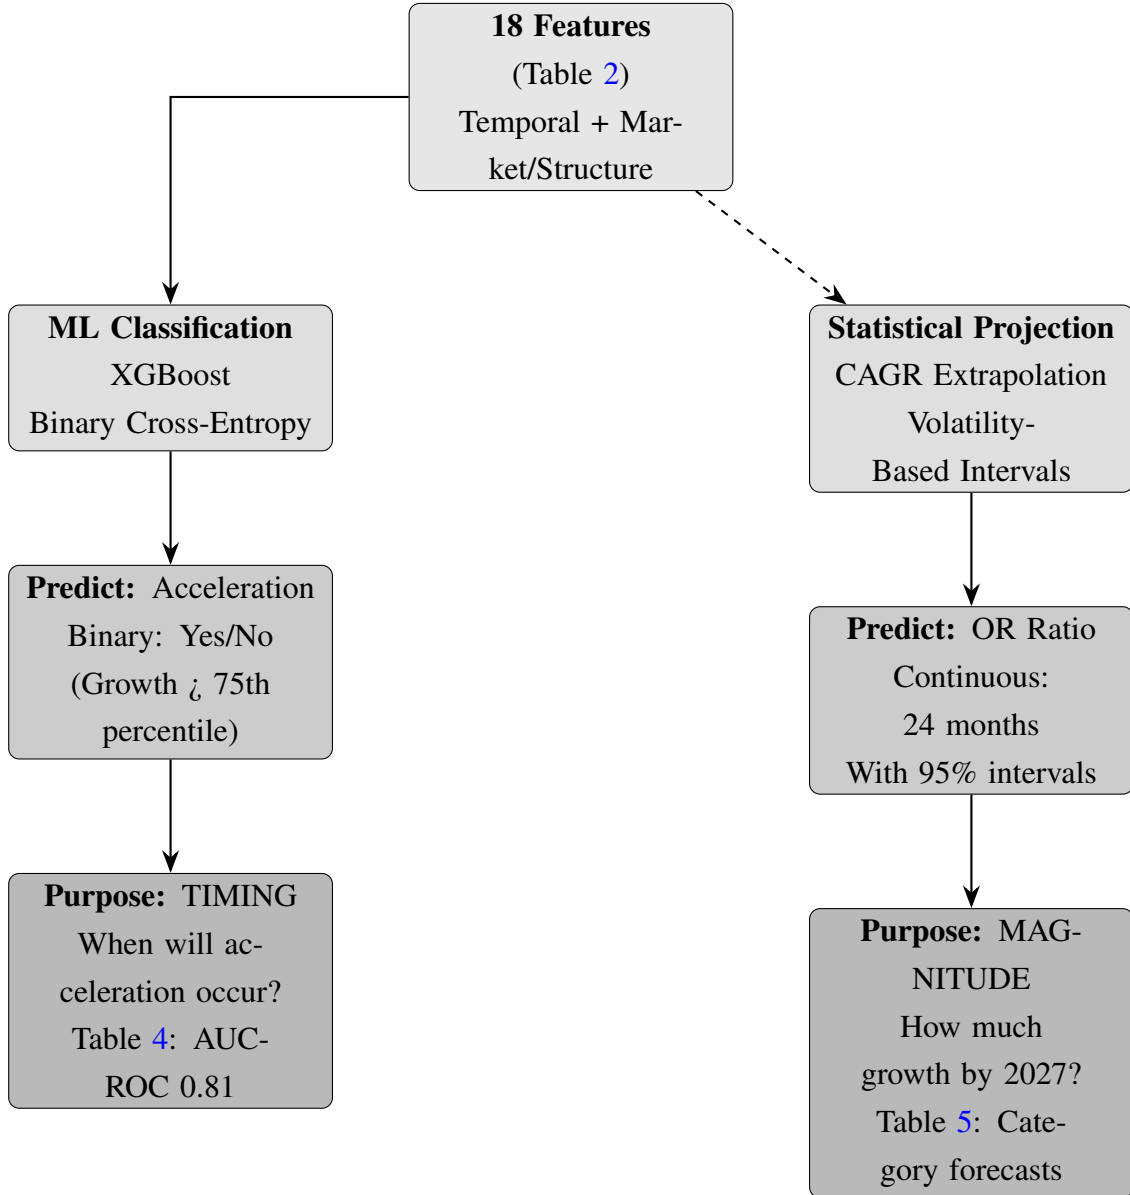 18 Features
(Table 2)
Temporal + Mar-
ket/Structure
ML Classification
XGBoost
Binary Cross-Entropy
Statistical Projection
CAGR Extrapolation
Volatility-
Based Intervals
Predict: Acceleration
Binary: Yes/No
(Growth ¿ 75th
percentile)
Predict: OR Ratio
Continuous:
24 months
With 95% intervals
Purpose: TIMING
When will ac-
celeration occur?
Table 4: AUC-
ROC 0.81
Purpose: MAG-
NITUDE
How much
growth by 2027?
Table 5: Cate-
gory forecasts